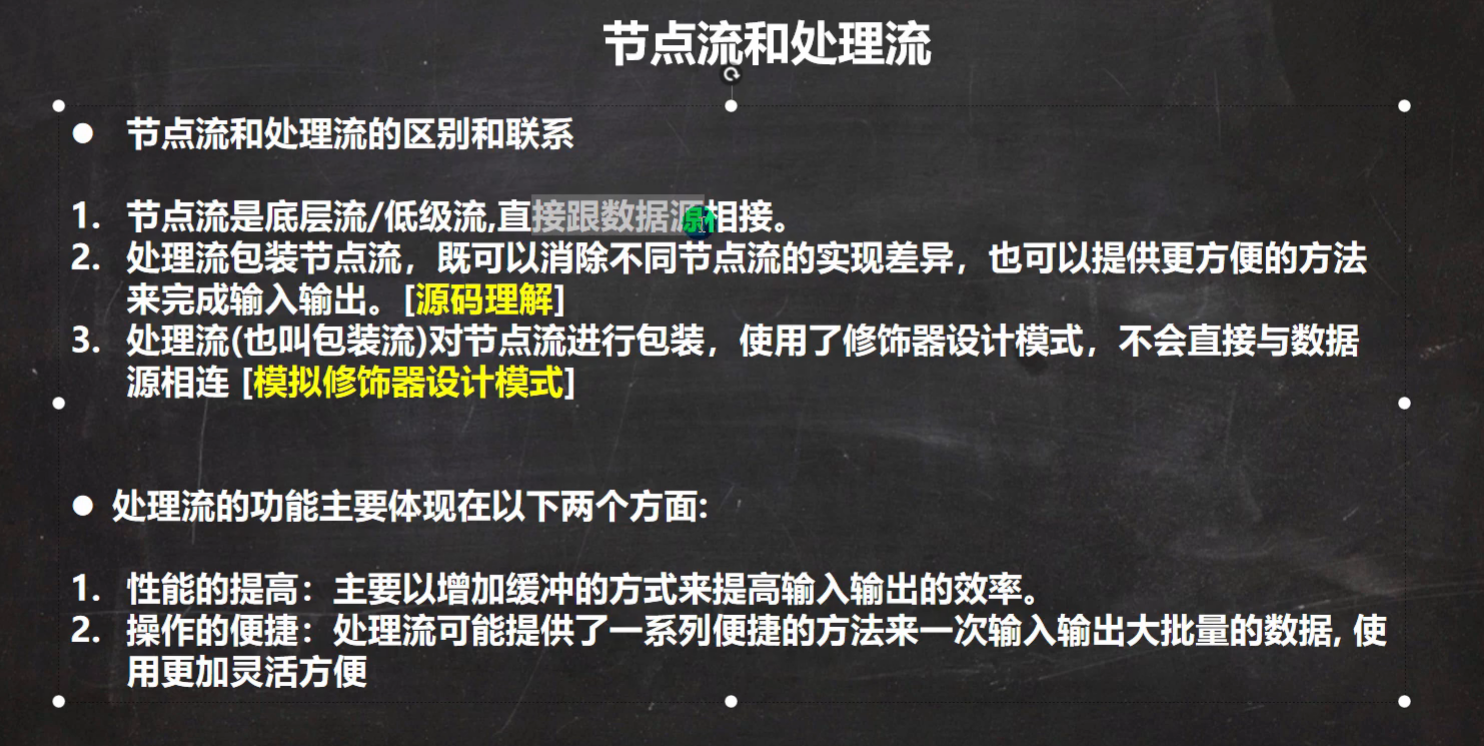 节点流和处理流
● 节点流和处理流的区别和联系
1. 节点流是底层流/低级流,直接跟数据源相接。
2. 处理流包装节点流，既可以消除不同节点流的实现差异，也可以提供更方便的方法
来完成输入输出。[源码理解]
3. 处理流(也叫包装流)对节点流进行包装，使用了修饰器设计模式，不会直接与数据
源相连 [模拟修饰器设计模式]
● 处理流的功能主要体现在以下两个方面:
1. 性能的提高：主要以增加缓冲的方式来提高输入输出的效率。
2. 操作的便捷：处理流可能提供了一系列便捷的方法来一次输入输出大批量的数据, 使
用更加灵活方便